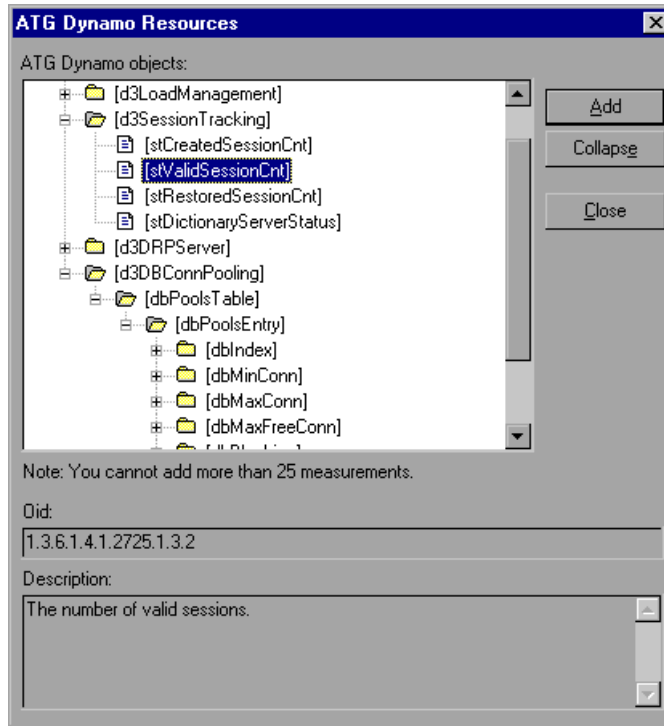 ATG Dynamo Resources
ATG Dynamo objects:
[d3LoadManagement]
[d3SessionTracking]
[stCreatedSessionCnt]
[stValidSessionCnt]
[stRestoredSessionCnt]
[stDictionaryServerStatus]
[d3DRPServer]
[d3DBConnPooling]
[dbPoolsTable]
[dbPoolsEntry]
[dbIndex]
[dbMinConn]
[dbMaxConn]
[dbMaxFreeConn]
Add
Collapse
Close
Note: You cannot add more than 25 measurements.
Oid:
1.3.6.1.4.1.2725.1.3.2
Description:
The number of valid sessions.